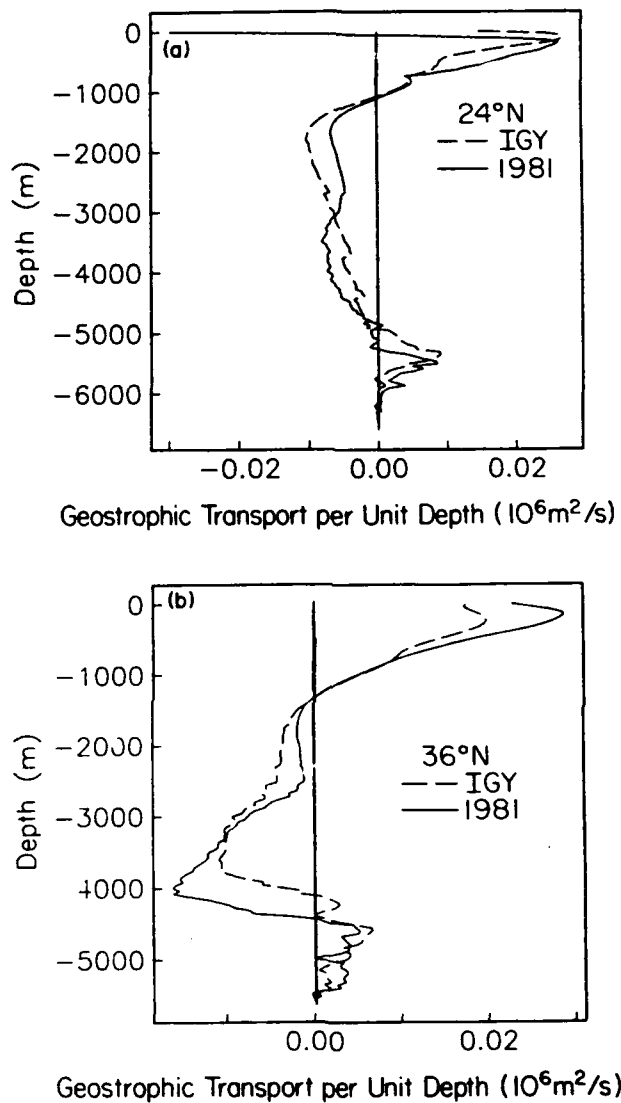 (a)
0
-1000
-2000
-3000
-4000
-5000
-6000
Depth (m)
24°N
IGY
1981
-0.02 0.00 0.02
Geostrophic Transport per Unit Depth (10⁶m²/s)
(b)
0
-1000
-2000
-3000
4000
-5000
Depth (m)
36°N
IGY
1981
0.00 0.02
Geostrophic Transport per Unit Depth (10⁶m²/s)